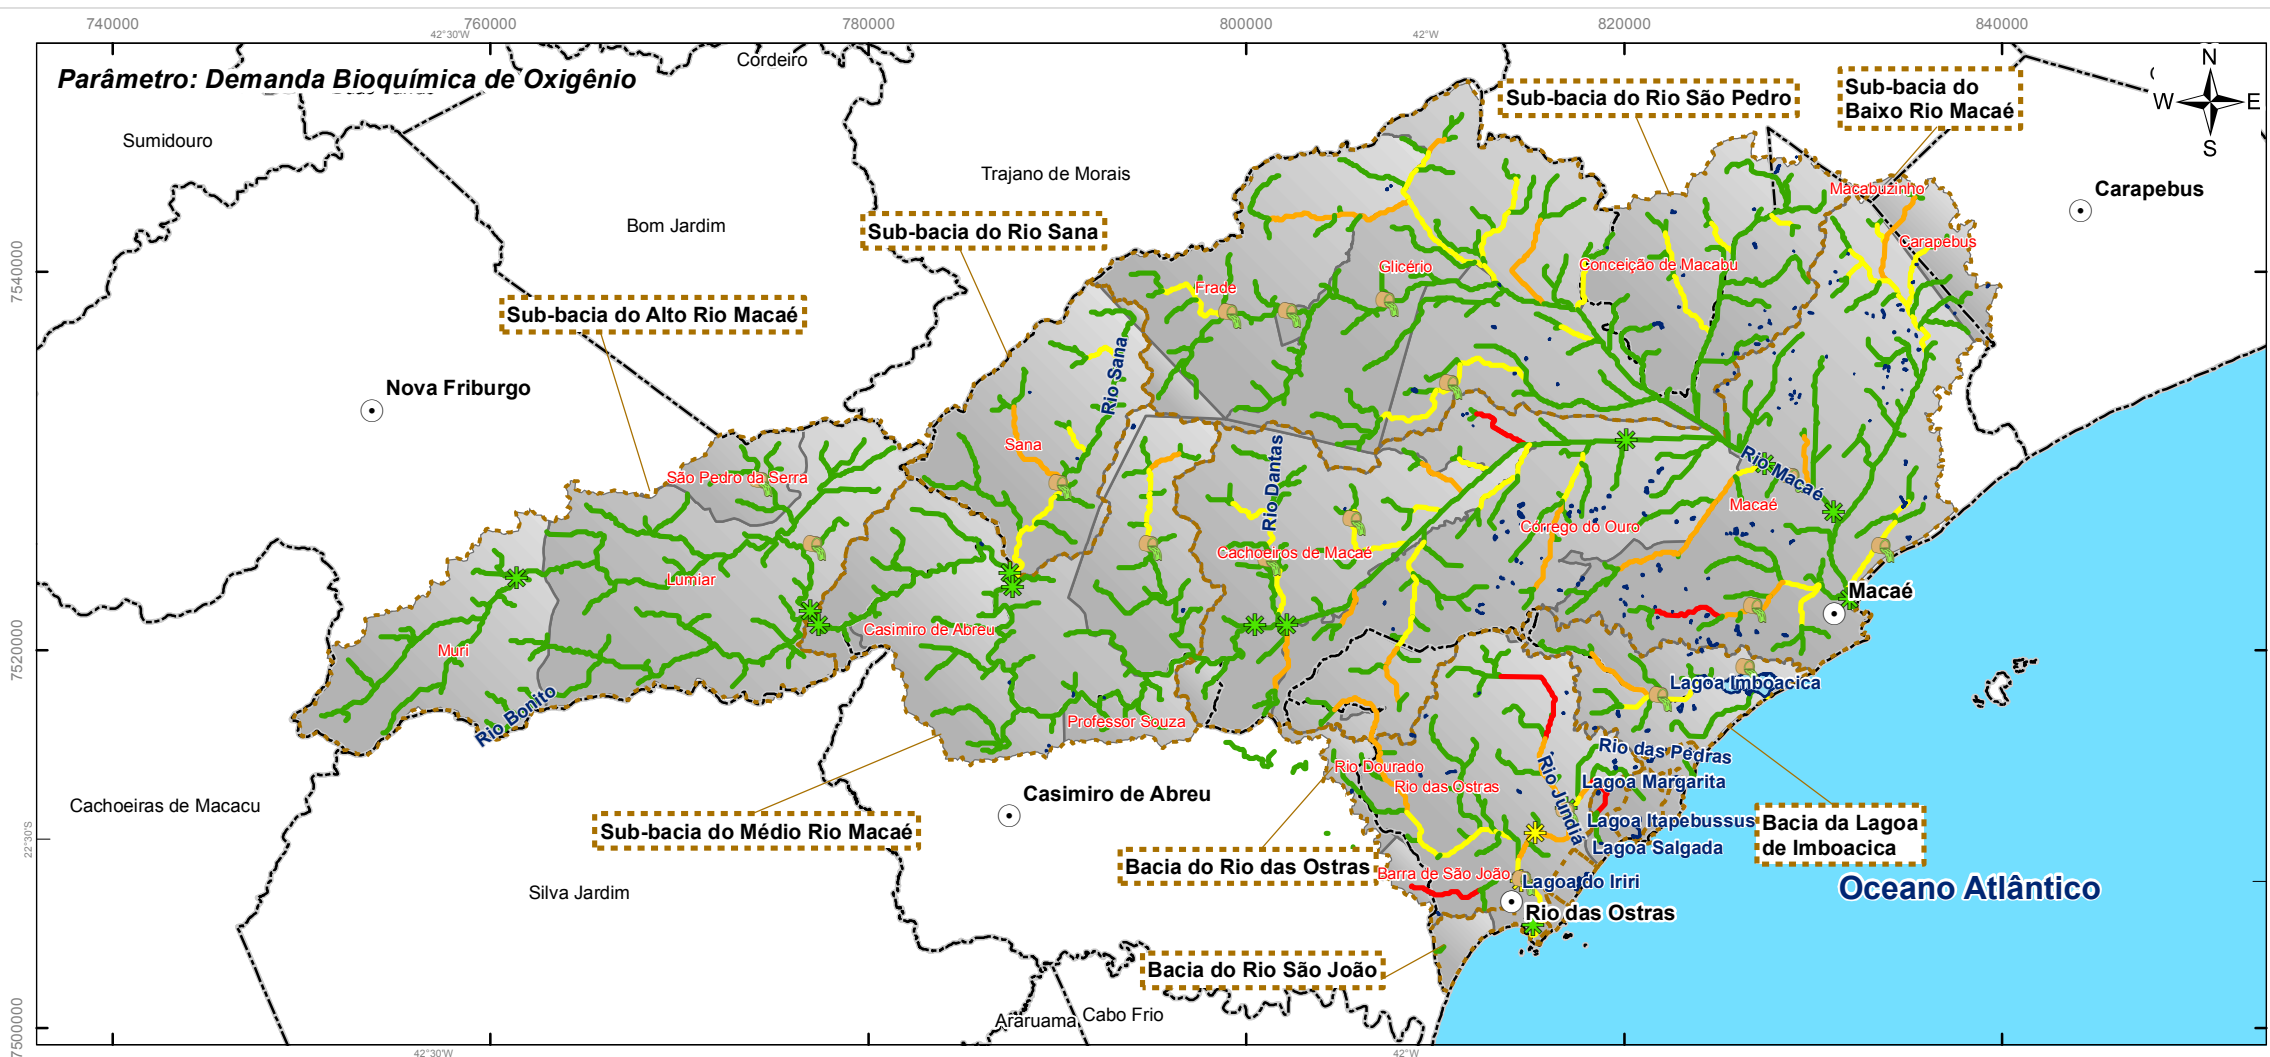 740000
760000
780000
800000
820000
840000
42°30'W
42°W
Parâmetro: Demanda Bioquímica de Oxigênio
Cordeiro
Sumidouro
Trajano de Morais
Bom Jardim
Sub-bacia do Rio São Pedro
Sub-bacia do
Baixo Rio Macaé
N
W
E
S
Carapebus
Macabuzinho
Carapebus
Sub-bacia do Rio Sana
Conceição de Macabu
Glicério
Frade
Sub-bacia do Alto Rio Macaé
7540000
Nova Friburgo
Rio Sana
Sana
São Pedro da Serra
Rio Dantas
Rio Macaé
Macaé
Córrego do Ouro
Cachoeiros de Macaé
Lumiar
Macaé
Casimiro de Abreu
Muri
7520000
Rio Bonito
Professor Souza
Lagoa Imboacica
Rio das Pedras
Rio Dourado
Rio das Ostras
Rio Jundiá
Lagoa Margarita
Cachoeiras de Macacu
Casimiro de Abreu
Sub-bacia do Médio Rio Macaé
Lagoa Itapebussus
Lagoa Salgada
Bacia da Lagoa
de Imboacica
22°30'S
Bacia do Rio das Ostras
Barra de São João
Lagoa do Iriri
Oceano Atlântico
Silva Jardim
Rio das Ostras
Bacia do Rio São João
Araruama
Cabo Frio
7500000
42°30'W
42°W